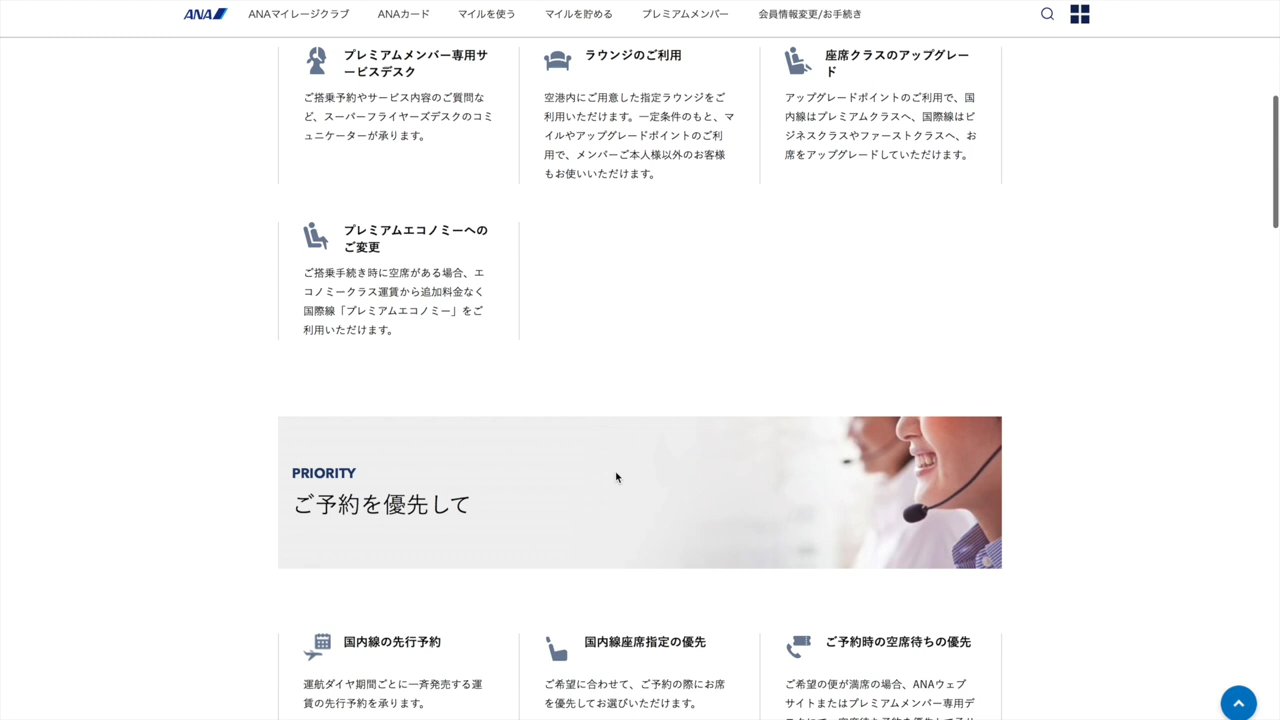 ANA
ANAマイレージクラブ
ANAカード
マイルを使う
マイルを貯める
プレミアムメンバー
会員情報変更/お手続き
プレミアムメンバー専用サ
ービスデスク
ご搭乗予約やサービス内容のご質問な
ど、スーパーフライヤーズデスクのコミ
ュニケーターが承ります。
ラウンジのご利用
空港内にご用意した指定ラウンジをご
利用いただけます。一定条件のもと、マ
イルやアップグレードポイントのご利
用で、メンバーご本人様以外のお客様
もお使いいただけます。
座席クラスのアップグレー
ド
アップグレードポイントのご利用で、国
内線はプレミアムクラスへ、国際線はビ
ジネスクラスやファーストクラスへ、お
席をアップグレードしていただけます。
プレミアムエコノミーへの
ご変更
ご搭乗手続き時に空席がある場合、エ
コノミークラス運賃から追加料金なく
国際線「プレミアムエコノミー」をご
利用いただけます。
PRIORITY
ご予約を優先して
国内線の先行予約
運航ダイヤ期間ごとに一斉発売する運
賃の先行予約を承ります。
国内線座席指定の優先
ご希望に合わせて、ご予約の際にお席
を優先してお選びいただけます。
ご予約時の空席待ちの優先
ご希望の便が満席の場合、ANAウェブ
サイトまたはプレミアムメンバー専用デ